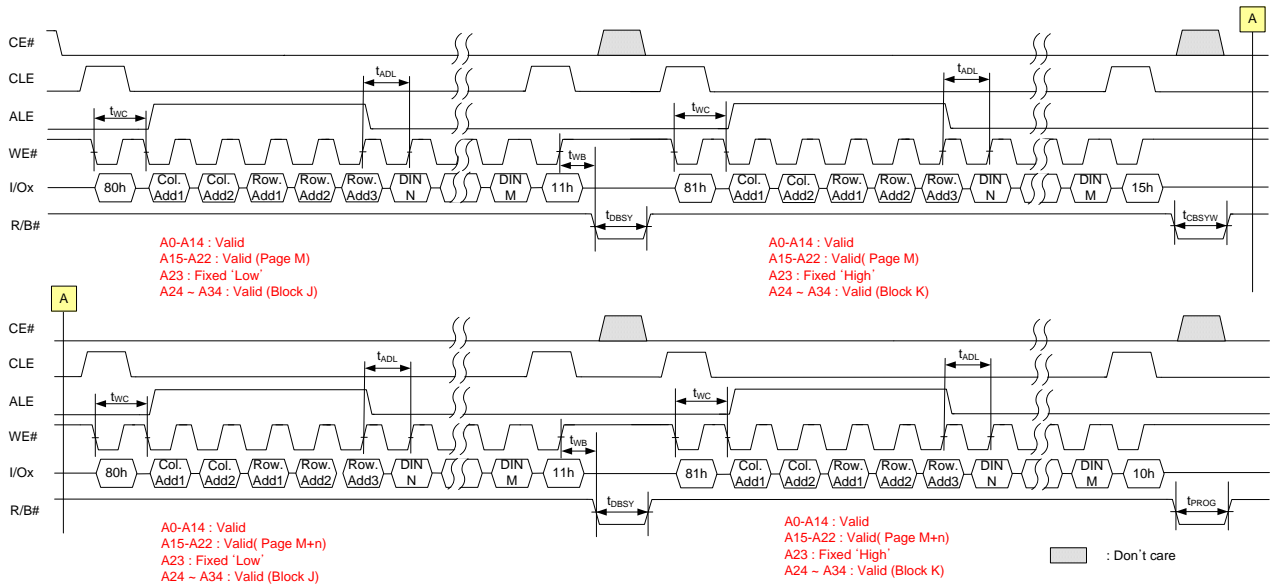 A
CE#
CLE
tADL
tADL
ALE
tWC
tWC
WE#
tWB
I/Ox
80h Col. Add1 Col. Add2 Row. Add1 Row. Add2 Row. Add3 DIN N DIN M 11h 81h Col. Add1 Col. Add2 Row. Add1 Row. Add2 Row. Add3 DIN N DIN M 15h
R/B#
tDBSY
tCBSYW
A0-A14 : Valid
A15-A22 : Valid (Page M)
A23 : Fixed ‘Low’
A24 ~ A34 : Valid (Block J)
A0-A14 : Valid
A15-A22 : Valid( Page M)
A23 : Fixed ‘High’
A24 ~ A34 : Valid (Block K)
A
CE#
CLE
tADL
tADL
ALE
tWC
tWC
WE#
tWB
I/Ox
80h Col. Add1 Col. Add2 Row. Add1 Row. Add2 Row. Add3 DIN N DIN M 11h 81h Col. Add1 Col. Add2 Row. Add1 Row. Add2 Row. Add3 DIN N DIN M 10h
R/B#
tDBSY
tPROG
A0-A14 : Valid
A15-A22 : Valid( Page M+n)
A23 : Fixed ‘Low’
A24 ~ A34 : Valid (Block J)
A0-A14 : Valid
A15-A22 : Valid( Page M+n)
A23 : Fixed ‘High’
A24 ~ A34 : Valid (Block K)
: Don’t care